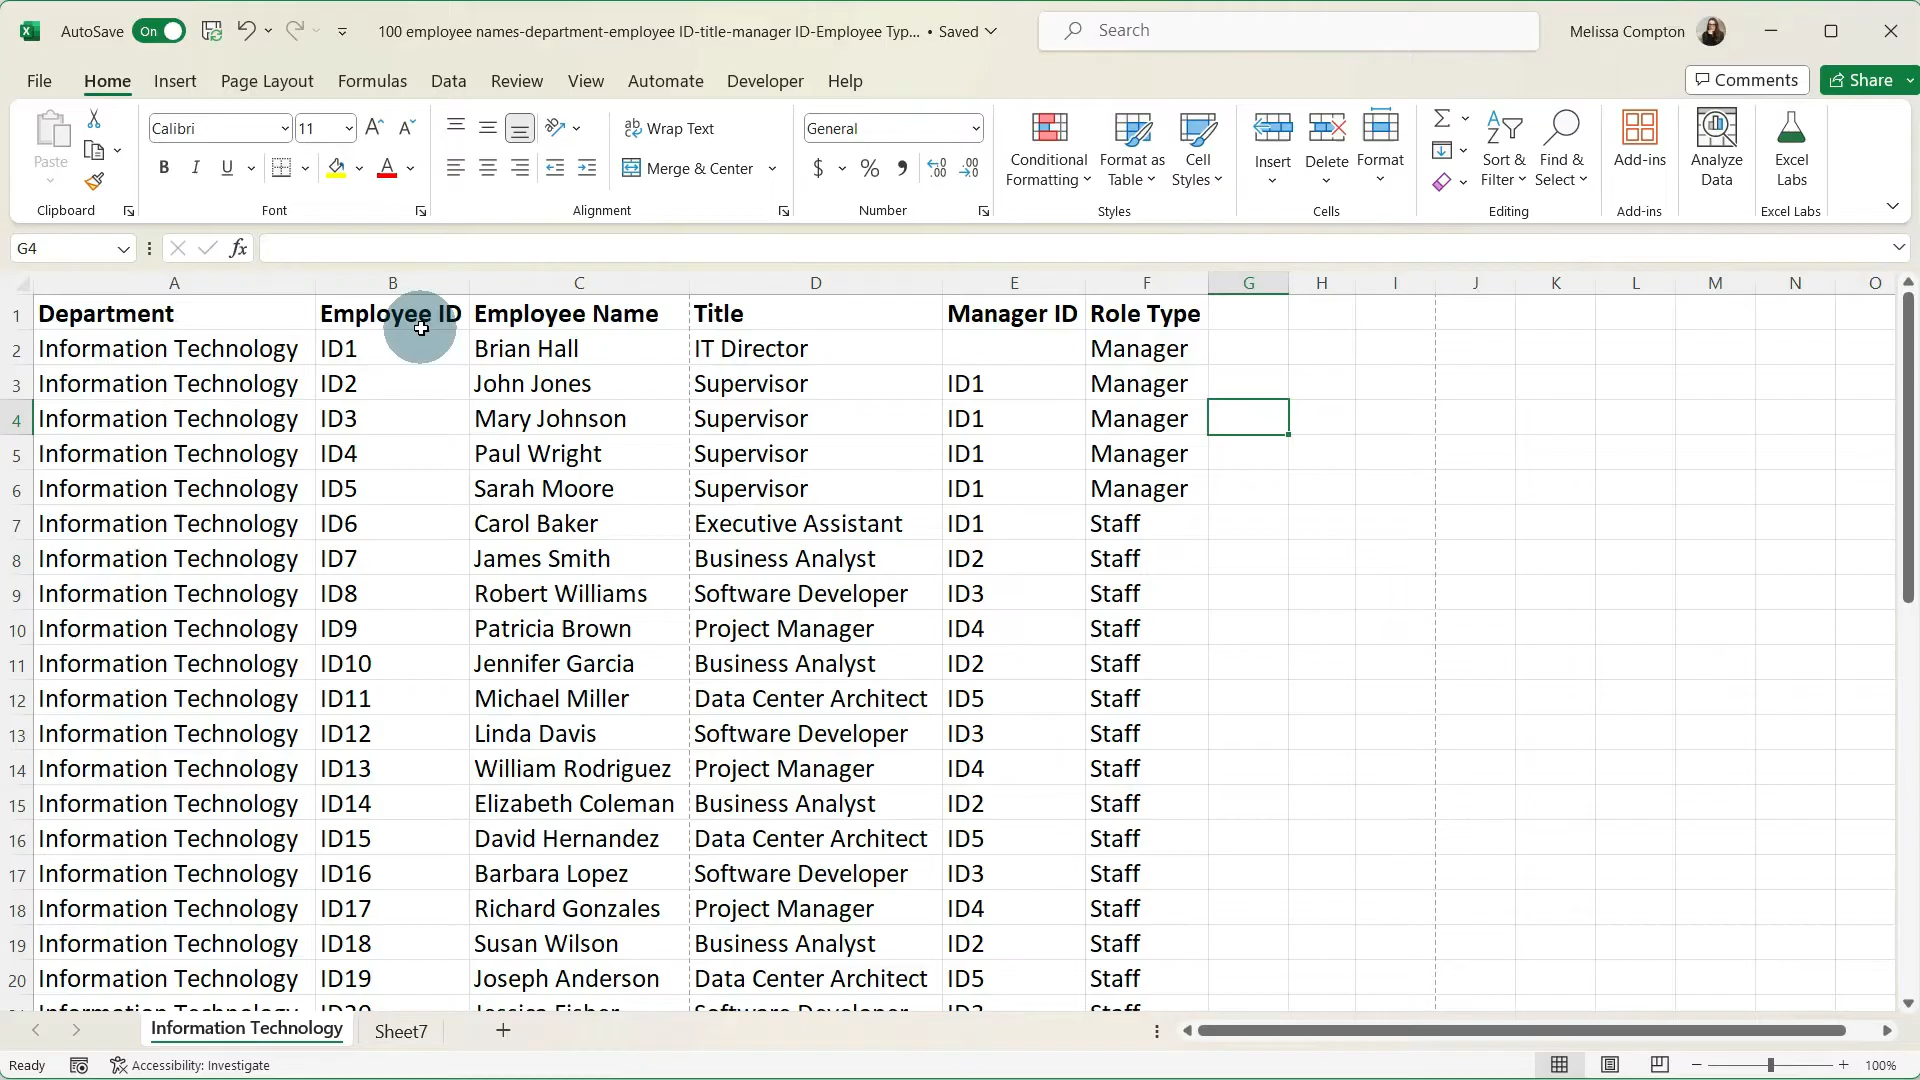 AutoSave On 100 employee names-department-employee ID-title-manager ID-Employee Typ... • Saved Search Melissa Compton
File Home Insert Page Layout Formulas Data Review View Automate Developer Help Comments Share
Calibri 11 Wrap Text General
Paste B I U Merge & Center $ % Conditional Formatting Format as Table Cell Styles Insert Delete Format Sort & Filter Find & Select Add-ins Analyze Data Excel Labs
Clipboard Font Alignment Number Styles Cells Editing Add-ins Excel Labs
G4 fx
A B C D E F G H I J K L M N O
1 Department Employee ID Employee Name Title Manager ID Role Type
2 Information Technology ID1 Brian Hall IT Director Manager
3 Information Technology ID2 John Jones Supervisor ID1 Manager
4 Information Technology ID3 Mary Johnson Supervisor ID1 Manager
5 Information Technology ID4 Paul Wright Supervisor ID1 Manager
6 Information Technology ID5 Sarah Moore Supervisor ID1 Manager
7 Information Technology ID6 Carol Baker Executive Assistant ID1 Staff
8 Information Technology ID7 James Smith Business Analyst ID2 Staff
9 Information Technology ID8 Robert Williams Software Developer ID3 Staff
10 Information Technology ID9 Patricia Brown Project Manager ID4 Staff
11 Information Technology ID10 Jennifer Garcia Business Analyst ID2 Staff
12 Information Technology ID11 Michael Miller Data Center Architect ID5 Staff
13 Information Technology ID12 Linda Davis Software Developer ID3 Staff
14 Information Technology ID13 William Rodriguez Project Manager ID4 Staff
15 Information Technology ID14 Elizabeth Coleman Business Analyst ID2 Staff
16 Information Technology ID15 David Hernandez Data Center Architect ID5 Staff
17 Information Technology ID16 Barbara Lopez Software Developer ID3 Staff
18 Information Technology ID17 Richard Gonzales Project Manager ID4 Staff
19 Information Technology ID18 Susan Wilson Business Analyst ID2 Staff
20 Information Technology ID19 Joseph Anderson Data Center Architect ID5 Staff
Information Technology Software Developer Staff
Information Technology Sheet7
Ready Accessibility: Investigate 100%